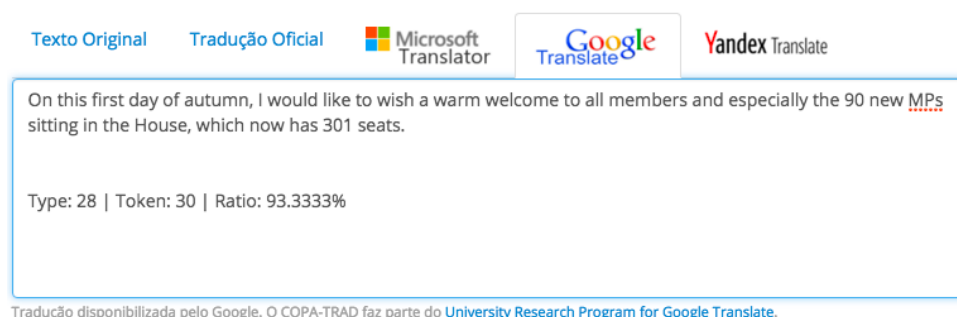 Texto Original Tradução Oficial Microsoft Translator Google Translate Yandex Translate
On this first day of autumn, I would like to wish a warm welcome to all members and especially the 90 new MPs
sitting in the House, which now has 301 seats.
Type: 28 | Token: 30 | Ratio: 93.3333%
Tradução disponibilizada pelo Google. O COPA-TRAD faz parte do University Research Program for Google Translate.